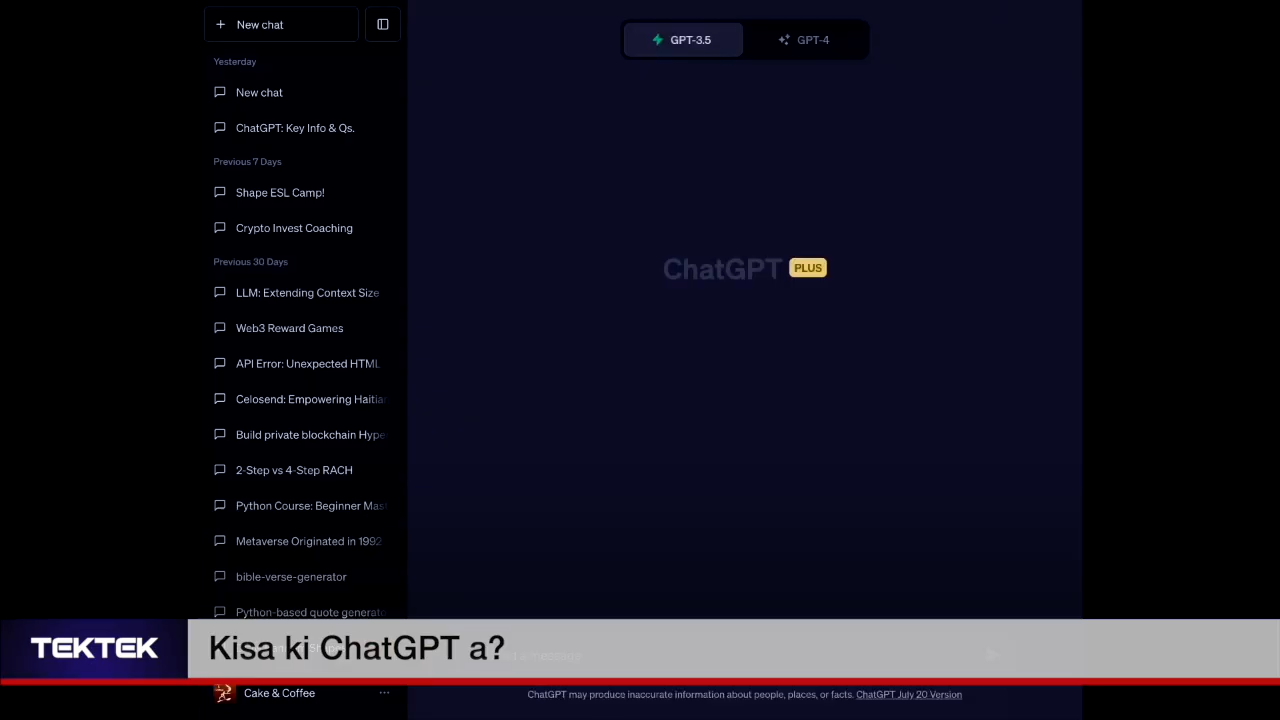 New chat
Yesterday
New chat
ChatGPT: Key Info & Qs.
Previous 7 Days
Shape ESL Camp!
Crypto Invest Coaching
Previous 30 Days
LLM: Extending Context Size
Web3 Reward Games
API Error: Unexpected HTML
Celosend: Empowering Haitian
Build private blockchain Hype
2-Step vs 4-Step RACH
Python Course: Beginner Mas
Metaverse Originated in 1992
bible-verse-generator
Python-based quote generato
Cake & Coffee
GPT-3.5
GPT-4
ChatGPT PLUS
TEKTEK
Kisa ki ChatGPT a?
ChatGPT may produce inaccurate information about people, places, or facts. ChatGPT July 20 Version